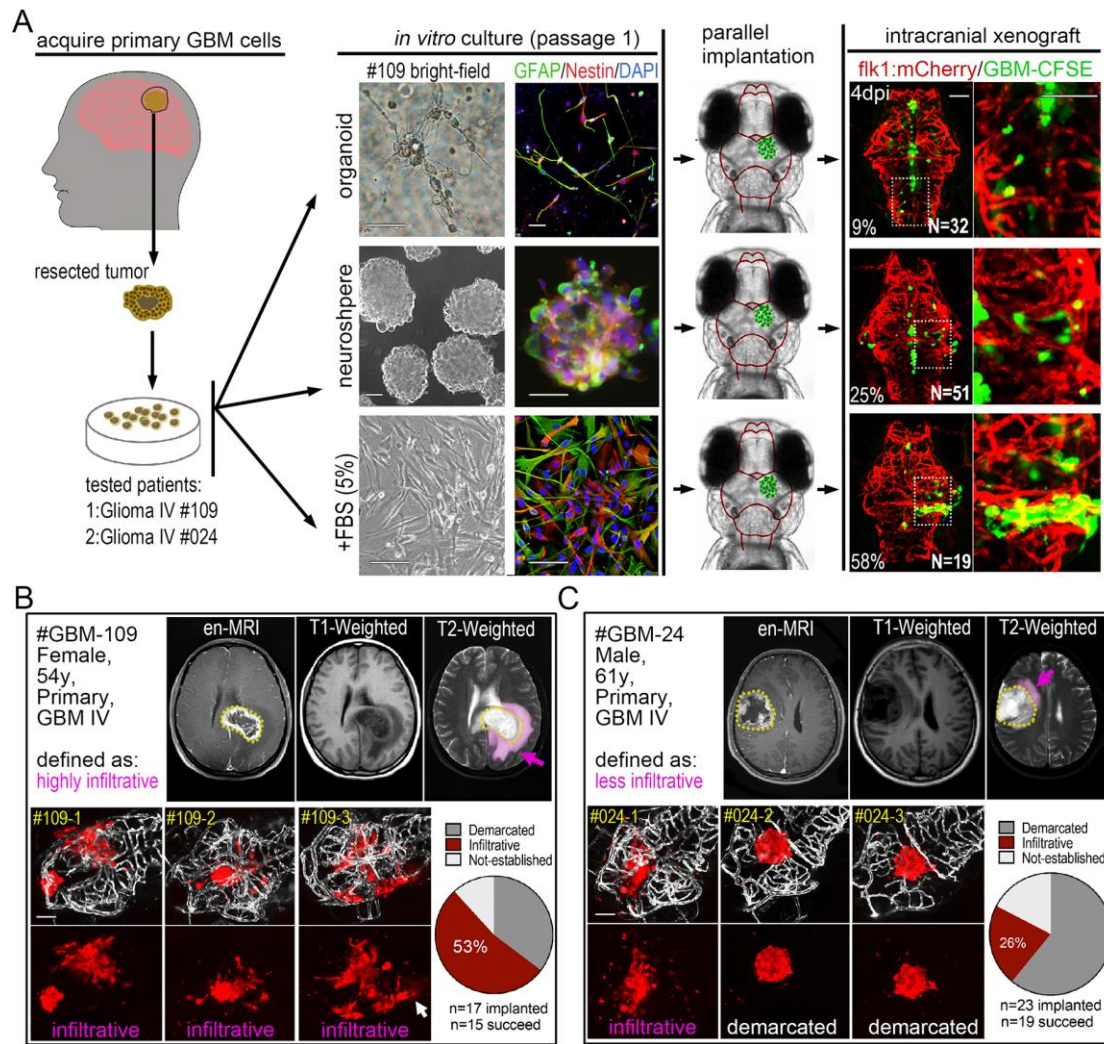 A
acquire primary GBM cells
resected tumor
tested patients:
1:Glioma IV #109
2:Glioma IV #024
in vitro culture (passage 1)
#109 bright-field
GFAP/Nestin/DAPI
organoid
neuroshpere
+FBS (5%)
parallel
implantation
intracranial xenograft
flk1:mCherry/GBM-CFSE
4dpi
9%
N=32
25%
N=51
58%
N=19
B
#GBM-109
Female,
54y,
Primary,
GBM IV
defined as:
highly infiltrative
en-MRI
T1-Weighted
T2-Weighted
#109-1
#109-2
#109-3
infiltrative
infiltrative
infiltrative
Demarcated
Infiltrative
Not-established
53%
n=17 implanted
n=15 succeed
C
#GBM-24
Male,
61y,
Primary,
GBM IV
defined as:
less infiltrative
en-MRI
T1-Weighted
T2-Weighted
#024-1
#024-2
#024-3
infiltrative
demarcated
demarcated
Demarcated
Infiltrative
Not-established
26%
n=23 implanted
n=19 succeed